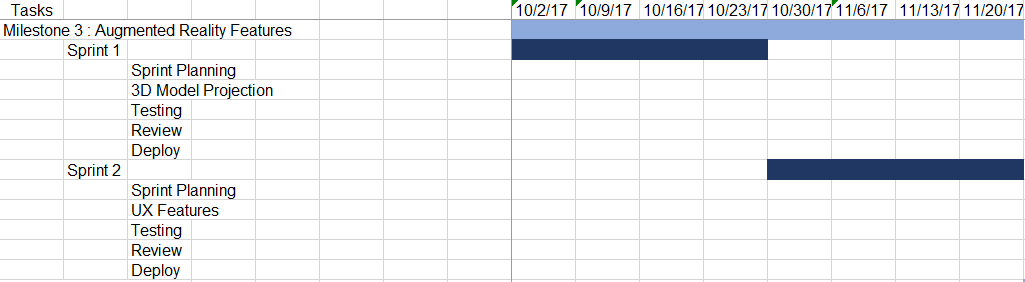 Tasks 10/2/17 10/9/17 10/16/17 10/23/17 10/30/17 11/6/17 11/13/17 11/20/17
Milestone 3 : Augmented Reality Features
Sprint 1
Sprint Planning
3D Model Projection
Testing
Review
Deploy
Sprint 2
Sprint Planning
UX Features
Testing
Review
Deploy